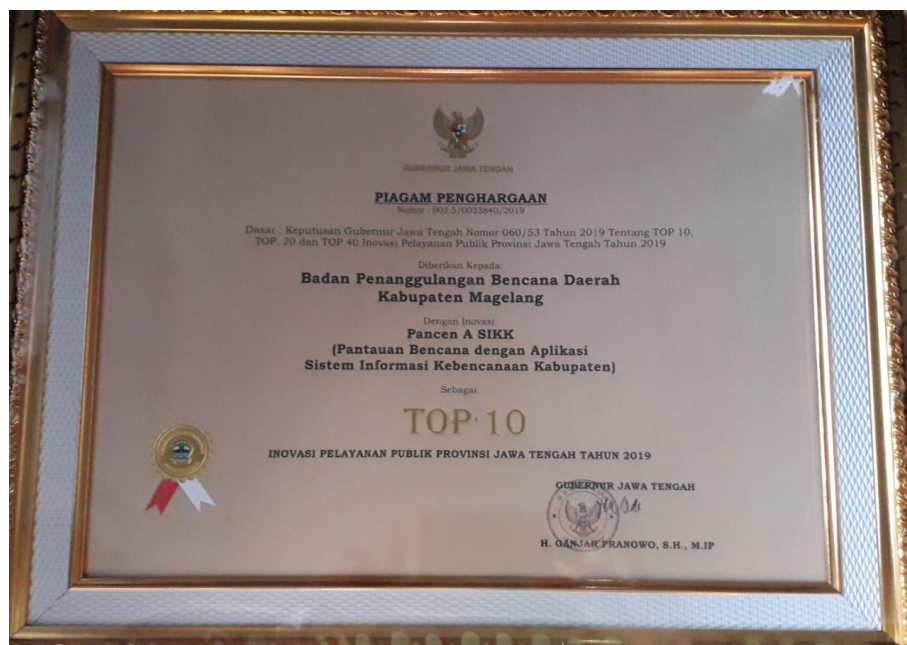 GUBERNUR JAWA TENGAH
PIAGAM PENGHARGAAN
Nomor : 002.5/0023840/2019
Dasar : Keputusan Gubernur Jawa Tengah Nomor 060/53 Tahun 2019 Tentang TOP 10,
TOP 20 dan TOP 40 Inovasi Pelayanan Publik Provinsi Jawa Tengah Tahun 2019
Diberikan Kepada:
Badan Penanggulangan Bencana Daerah
Kabupaten Magelang
Dengan Inovasi:
Pancen A SIKK
(Pantauan Bencana dengan Aplikasi
Sistem Informasi Kebencanaan Kabupaten)
Sebagai:
TOP 10
INOVASI PELAYANAN PUBLIK PROVINSI JAWA TENGAH TAHUN 2019
GUBERNUR JAWA TENGAH
H. GANJAR PRANOWO, S.H., M.IP